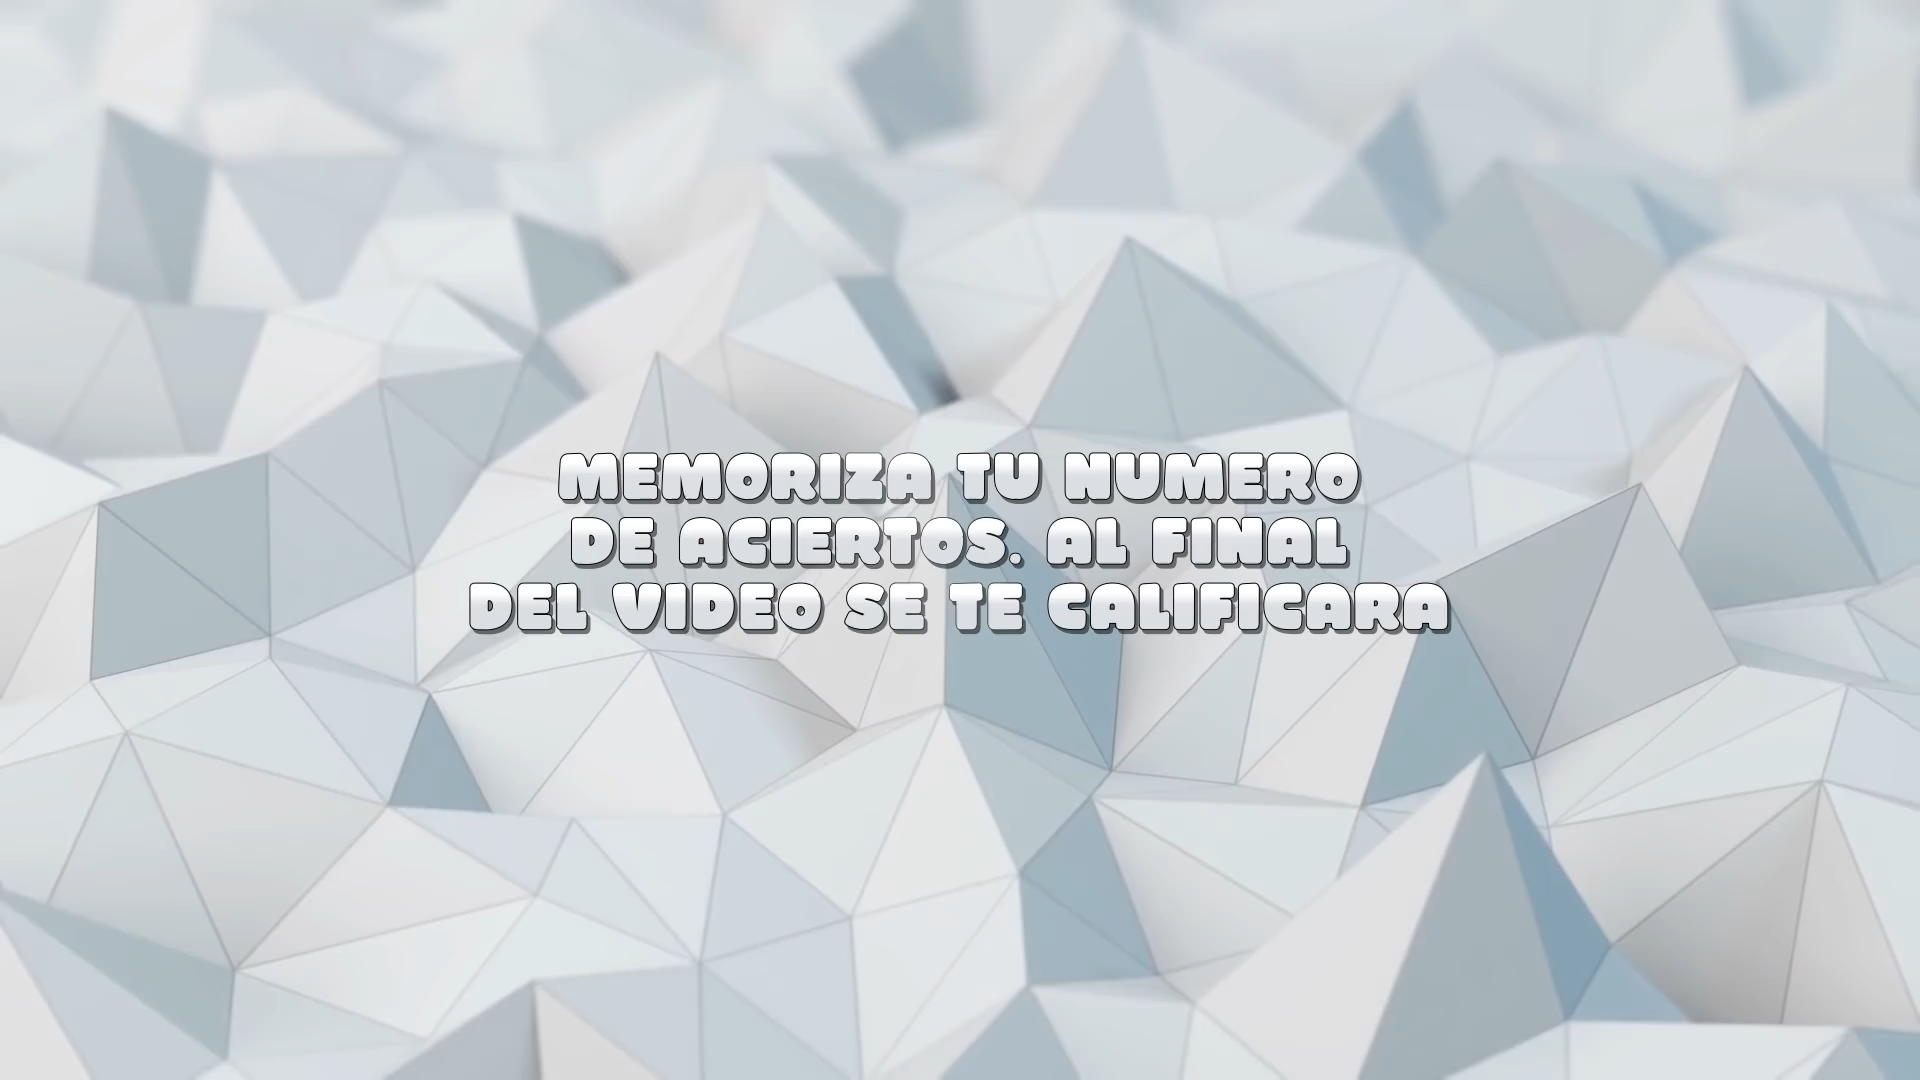 MEMORIZA TU NUMERO
DE ACIERTOS. AL FINAL
DEL VIDEO SE TE CALIFICARA